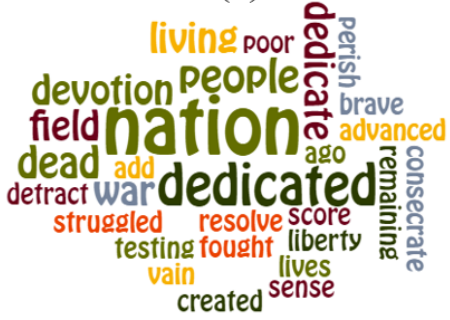 living poor
dedicate
perish
devotion people
brave
field nation
advanced
dead add
ago
remaining
consecrate
detract war dedicated
struggled resolve score
testing fought liberty
vain lives
created sense